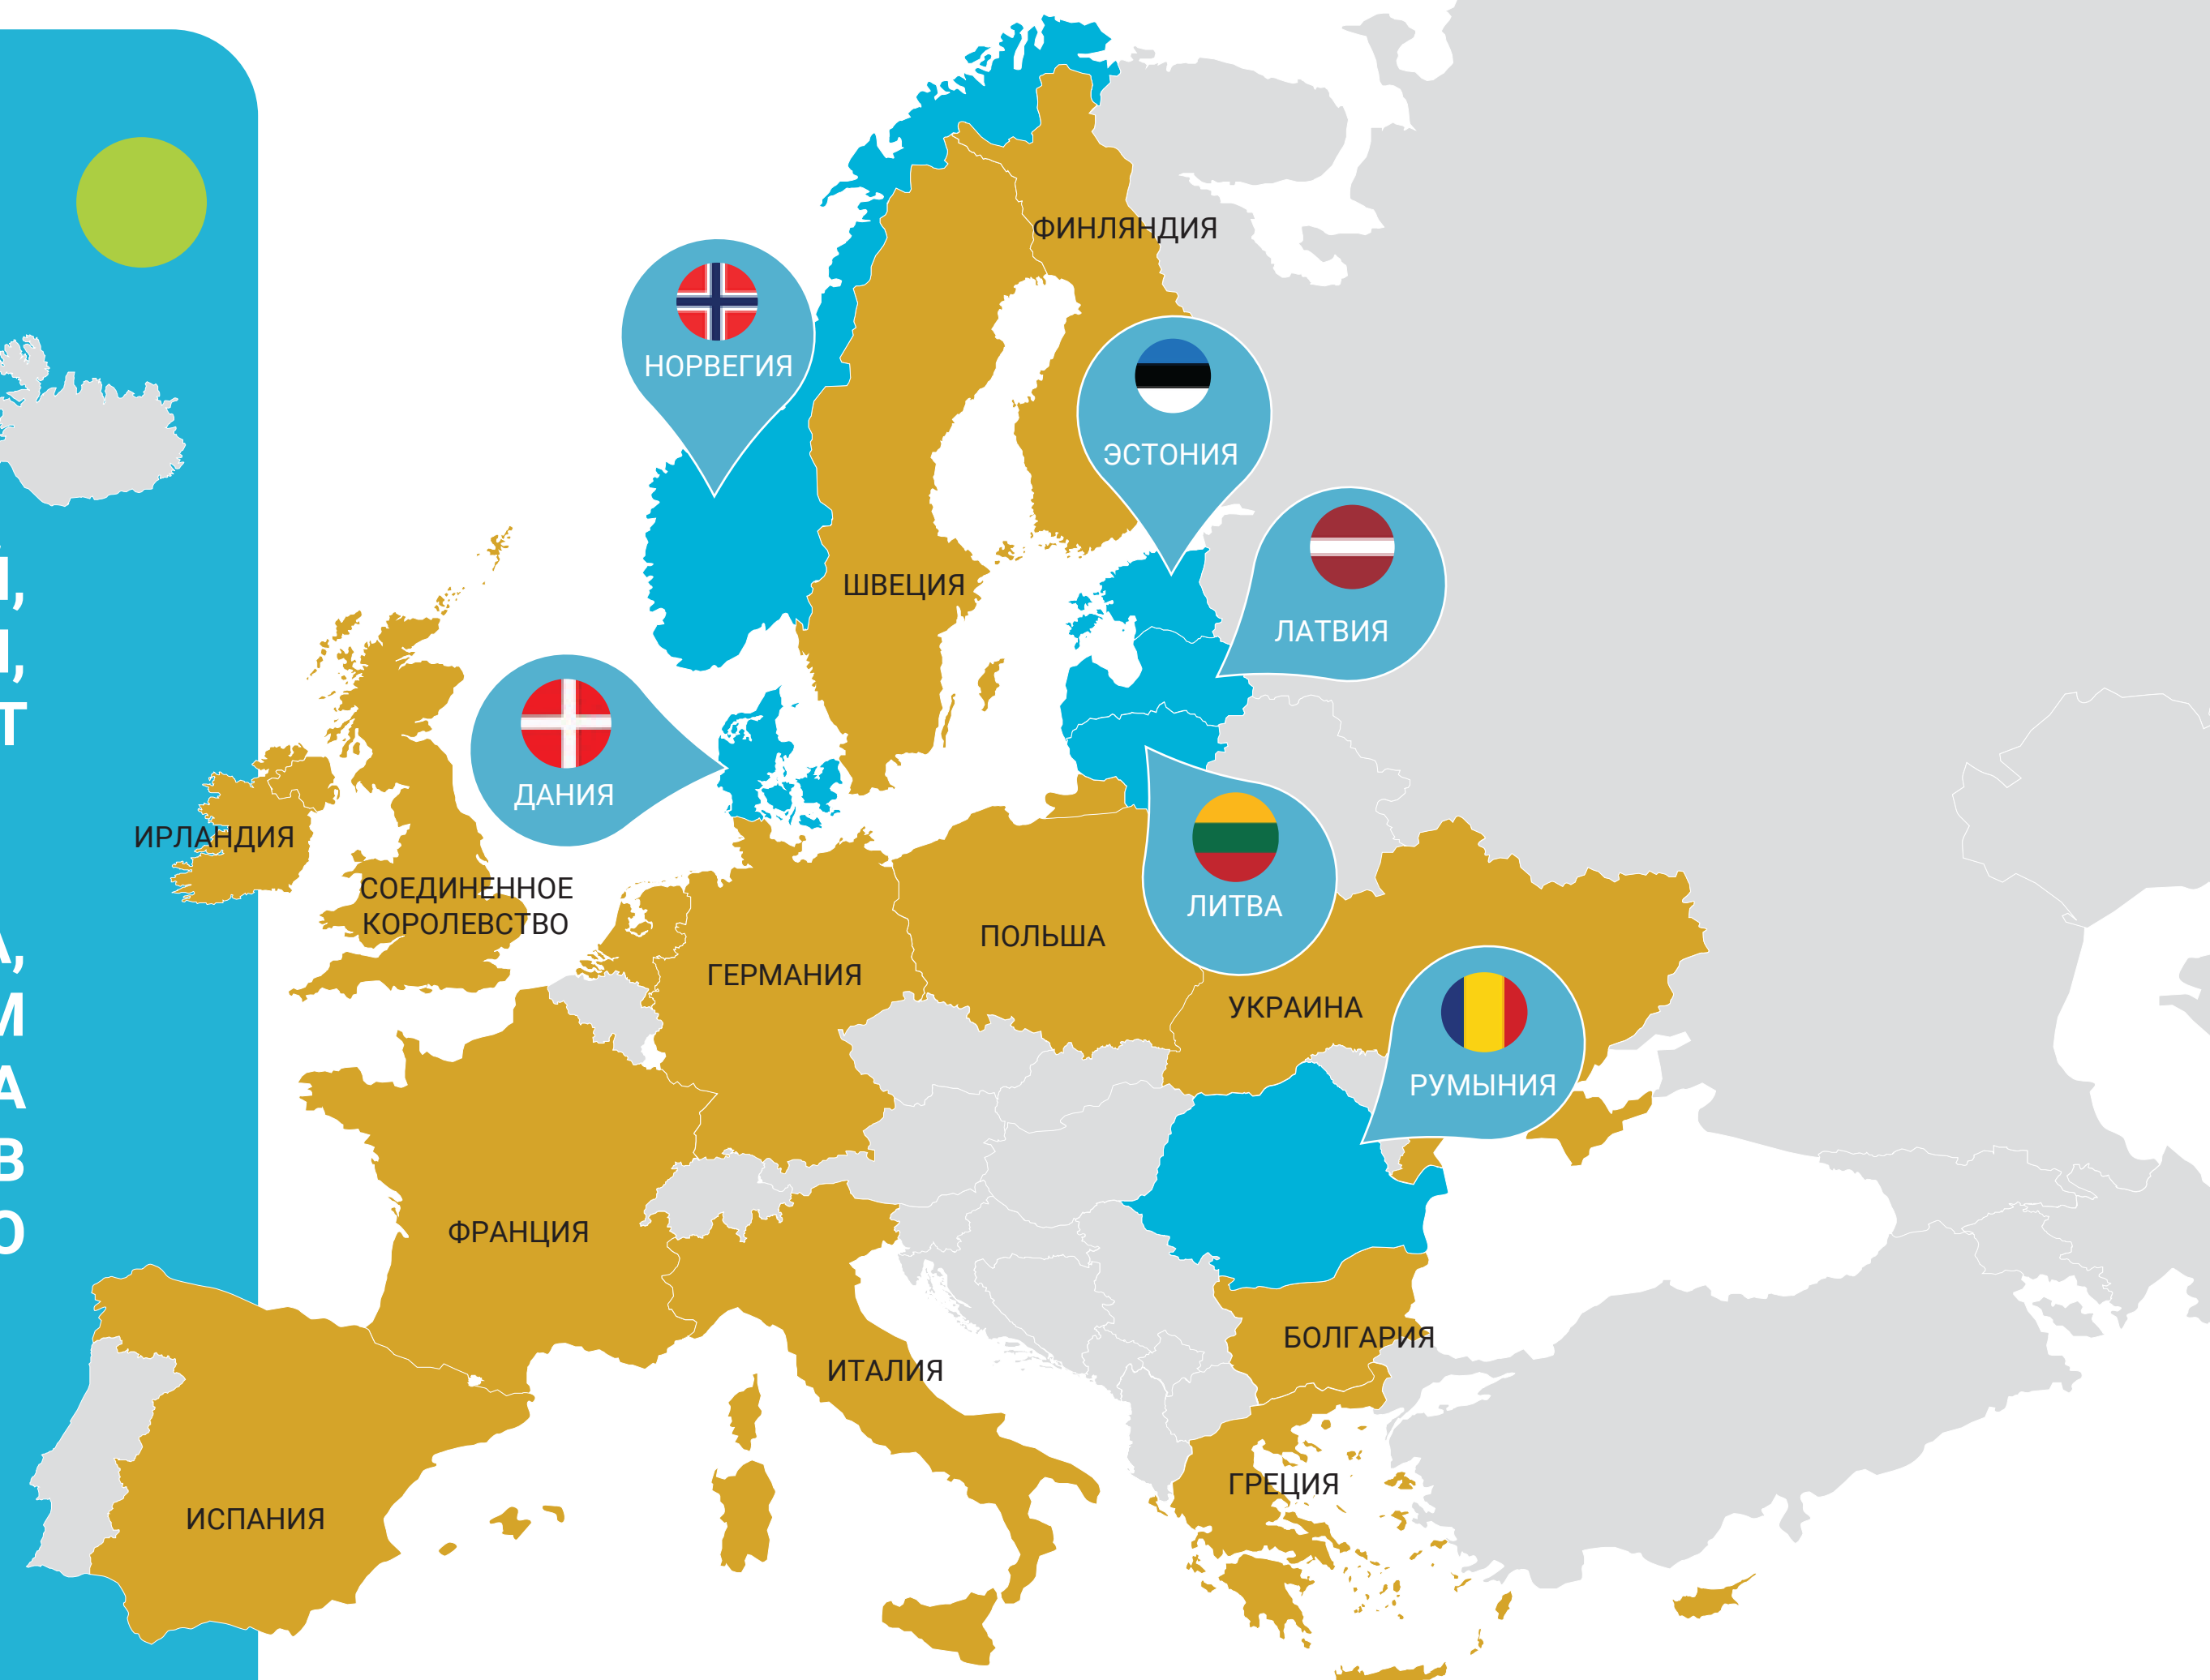 ФИНЛЯНДИЯ
НОРВЕГИЯ
ЭСТОНИЯ
ШВЕЦИЯ
ЛАТВИЯ
ДАНИЯ
ИРЛАНДИЯ
СОЕДИНЕННОЕ
КОРОЛЕВСТВО
ЛИТВА
ПОЛЬША
ГЕРМАНИЯ
УКРАИНА
РУМЫНИЯ
ФРАНЦИЯ
БОЛГАРИЯ
ИТАЛИЯ
ГРЕЦИЯ
ИСПАНИЯ